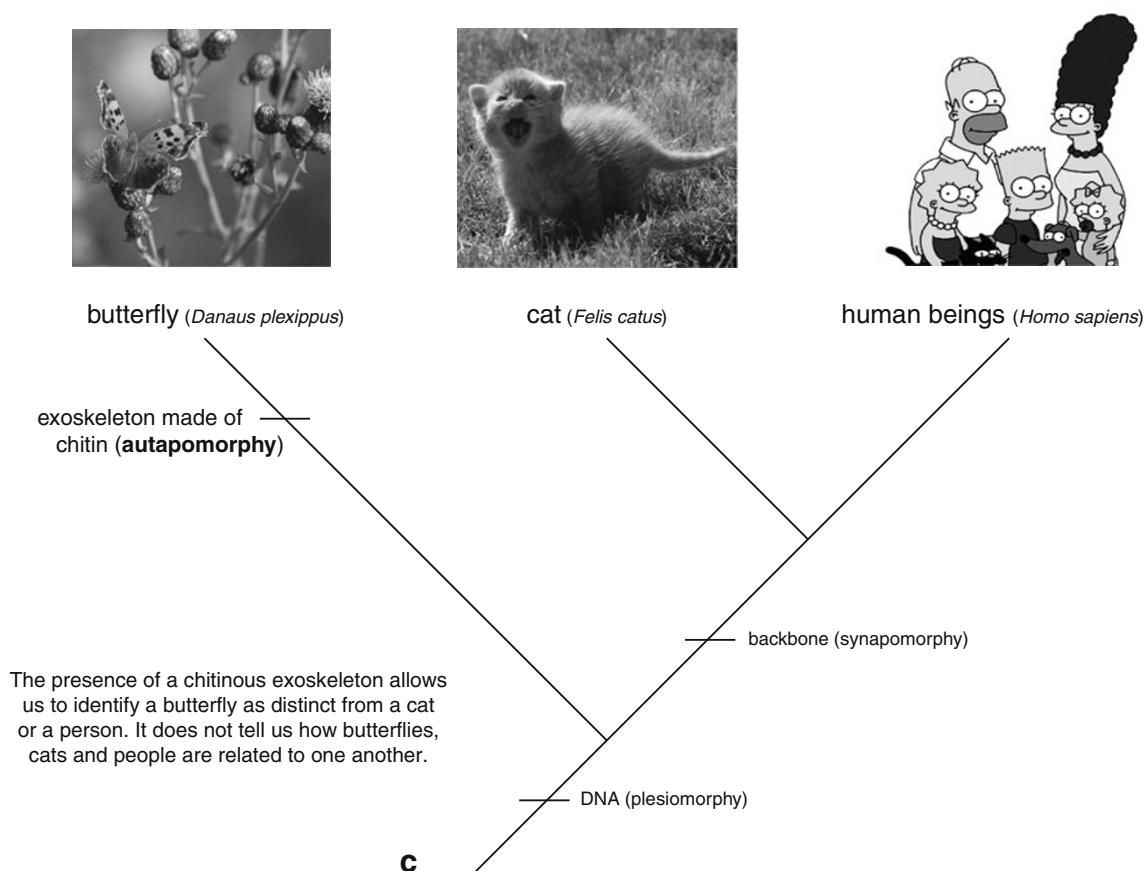 butterfly (Danaus plexippus)
cat (Felis catus)
human beings (Homo sapiens)
exoskeleton made of
chitin (autapomorphy)
backbone (synapomorphy)
The presence of a chitinous exoskeleton allows
us to identify a butterfly as distinct from a cat
or a person. It does not tell us how butterflies,
cats and people are related to one another.
DNA (plesiomorphy)
c